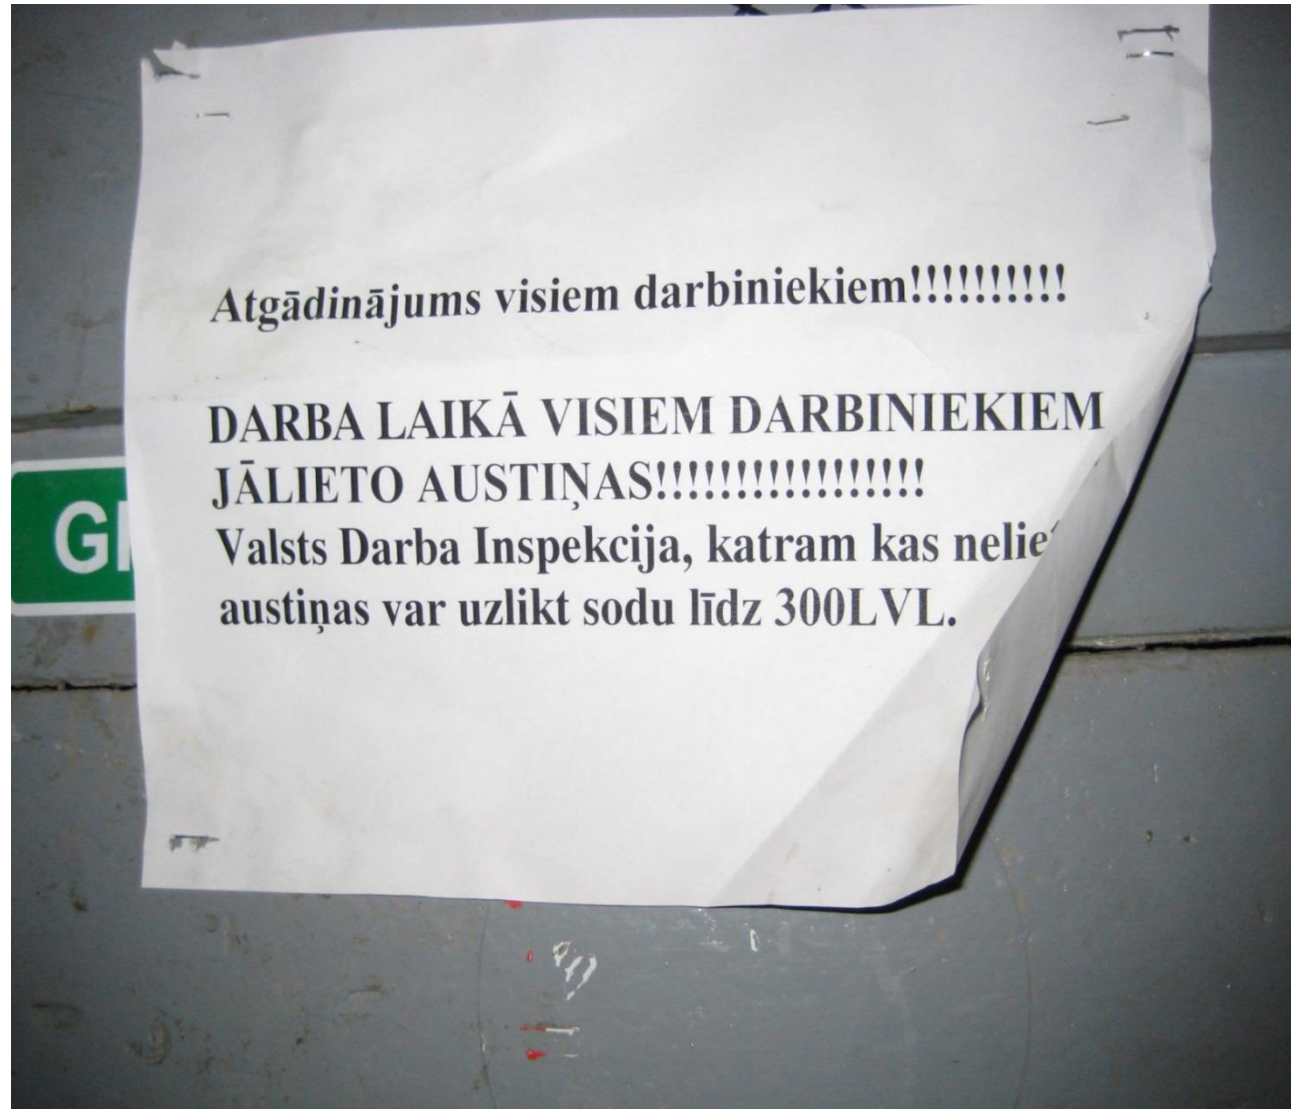 Atgādinājums visiem darbiniekiem!!!!!!!!!!
DARBA LAIKĀ VISIEM DARBINIEKIEM
JĀLIETO AUSTIŅAS!!!!!!!!!!!!!!!!!
Valsts Darba Inspekcija, katram kas
austiņas var uzlikt sodu līdz 300LVL.